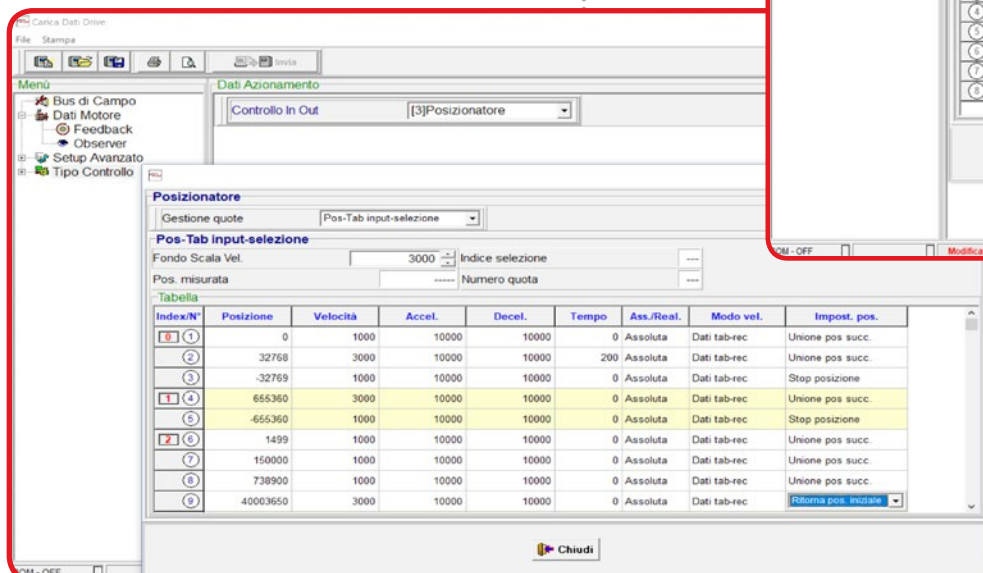 Carica Dati Drive
File Stampa
Invia
Menù
Bus di Campo
Dati Motore
Feedback
Observer
Setup Avanzato
Tipo Controllo
Dati Azionamento
Controllo In Out [3]Posizionatore
Posizionatore
Gestione quote Pos-Tab input-selezione
Pos-Tab input-selezione
Fondo Scala Vel. 3000 Indice selezione ---
Pos. misurata ----- Numero quota ---
Tabella
Index/N° Posizione Velocità Accel. Decel. Tempo Ass./Real. Modo vel. Impost. pos.
0 1 0 1000 10000 10000 0 Assoluta Dati tab-rec Unione pos succ.
2 32768 3000 10000 10000 200 Assoluta Dati tab-rec Unione pos succ.
3 -32769 1000 10000 10000 0 Assoluta Dati tab-rec Stop posizione
1 4 655360 3000 10000 10000 0 Assoluta Dati tab-rec Unione pos succ.
5 -655360 1000 10000 10000 0 Assoluta Dati tab-rec Stop posizione
2 6 1499 1000 10000 10000 0 Assoluta Dati tab-rec Unione pos succ.
7 150000 1000 10000 10000 0 Assoluta Dati tab-rec Unione pos succ.
8 738900 1000 10000 10000 0 Assoluta Dati tab-rec Unione pos succ.
9 40003650 3000 10000 10000 0 Assoluta Dati tab-rec Ritorna pos. iniziale
Chiudi
4
5
6
7
8
OM - OFF Modifica